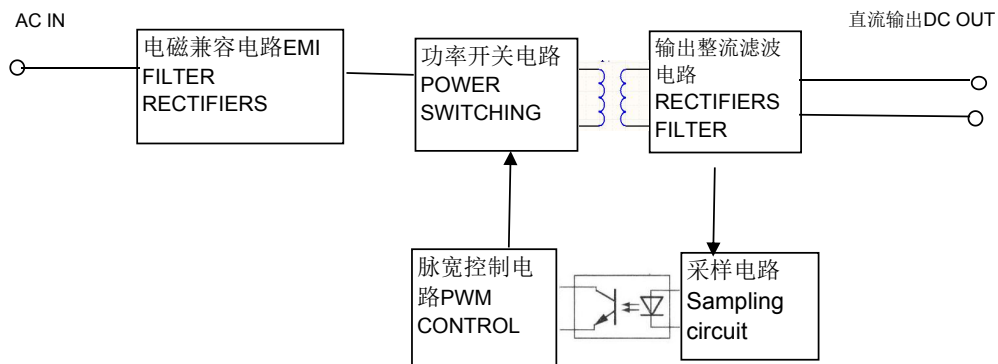 AC IN
直流输出DC OUT
电磁兼容电路EMI
FILTER
RECTIFIERS
功率开关电路
POWER
SWITCHING
输出整流滤波
电路
RECTIFIERS
FILTER
脉宽控制电
路PWM
CONTROL
采样电路
Sampling
circuit